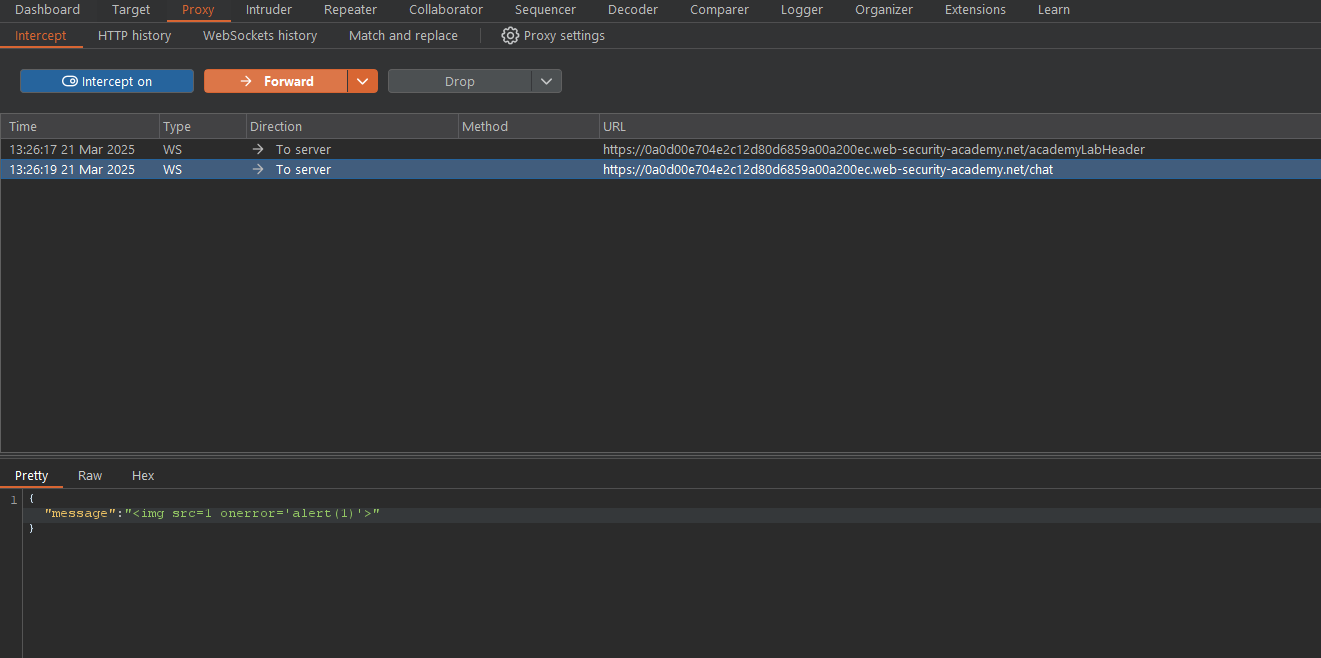 Dashboard Target Proxy Intruder Repeater Collaborator Sequencer Decoder Comparer Logger Organizer Extensions Learn
Intercept HTTP history WebSockets history Match and replace Proxy settings
Intercept on Forward Drop
Time Type Direction Method URL
13:26:17 21 Mar 2025 WS → To server https://0a0d00e704e2c12d80d6859a00a200ec.web-security-academy.net/academyLabHeader
13:26:19 21 Mar 2025 WS → To server https://0a0d00e704e2c12d80d6859a00a200ec.web-security-academy.net/chat
Pretty Raw Hex
1 {
"message":"<img src=1 onerror='alert(1)'>"
}